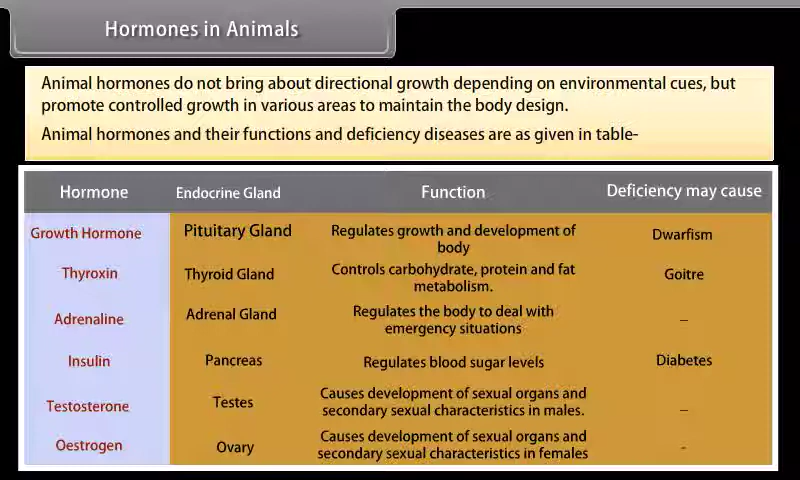 Hormones in Animals
Animal hormones do not bring about directional growth depending on environmental cues, but
promote controlled growth in various areas to maintain the body design.
Animal hormones and their functions and deficiency diseases are as given in table-
Hormone Endocrine Gland Function Deficiency may cause
Growth Hormone Pituitary Gland Regulates growth and development of
body Dwarfism
Thyroxin Thyroid Gland Controls carbohydrate, protein and fat
metabolism. Goitre
Adrenaline Adrenal Gland Regulates the body to deal with
emergency situations –
Insulin Pancreas Regulates blood sugar levels Diabetes
Testosterone Testes Causes development of sexual organs and
secondary sexual characteristics in males. –
Oestrogen Ovary Causes development of sexual organs and
secondary sexual characteristics in females -